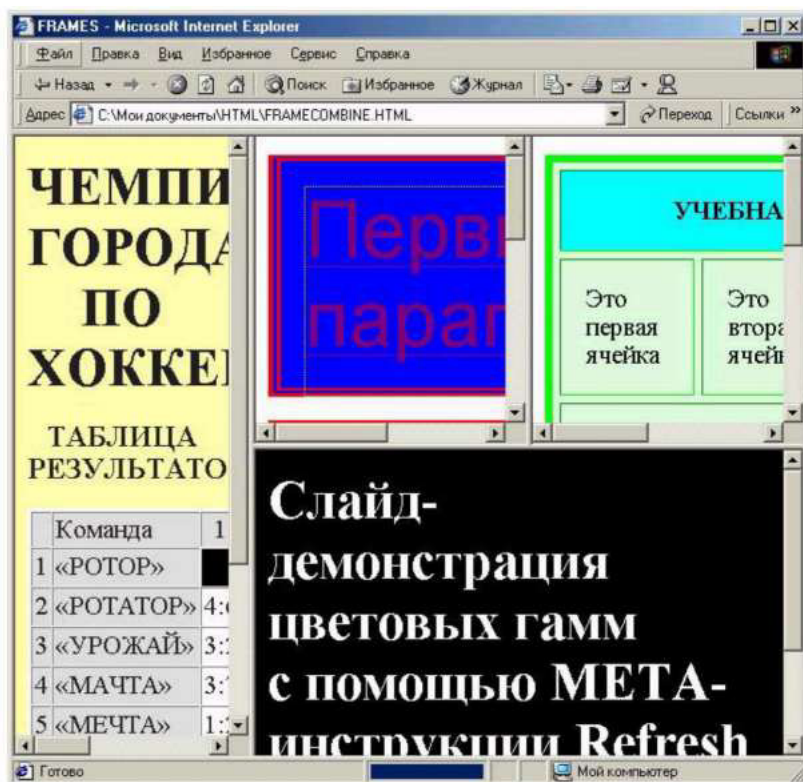 FRAMES - Microsoft Internet Explorer
Файл Правка Вид Избранное Сервис Справка
Назад Поиск Избранное Журнал
Адрес C:\Мои документы\HTML\FRAMECOMBINE.HTML Переход Ссылки »
ЧЕМПИ
ГОРОДА
ПО
ХОККЕ
ТАБЛИЦА
РЕЗУЛЬТАТО
Команда 1
1 «РОТОР»
2 «РОТАТОР» 4:
3 «УРОЖАЙ» 3:
4 «МАЧТА» 3:
5 «МЕЧТА» 1:
Первы
параг
УЧЕБНА
Это
первая
ячейка
Это
втора
ячейк
Слайд-
демонстрация
цветовых гамм
с помощью META-
инструкции Refresh
Готово Мой компьютер